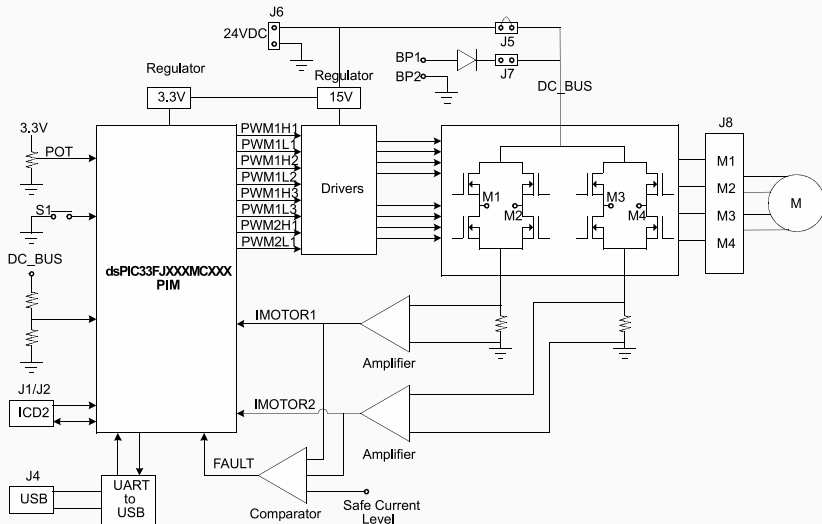 J6
24VDC
J5
BP1
BP2
J7
DC_BUS
Regulator
3.3V
Regulator
15V
3.3V
POT
S1
DC_BUS
dsPIC33FJXXXMCXXX
PIM
PWM1H1
PWM1L1
PWM1H2
PWM1L2
PWM1H3
PWM1L3
PWM2H1
PWM2L1
Drivers
M1
M2
M3
M4
J8
M1
M2
M3
M4
M
IMOTOR1
Amplifier
IMOTOR2
Amplifier
J1/J2
ICD2
FAULT
Comparator
Safe Current
Level
J4
USB
UART
to
USB